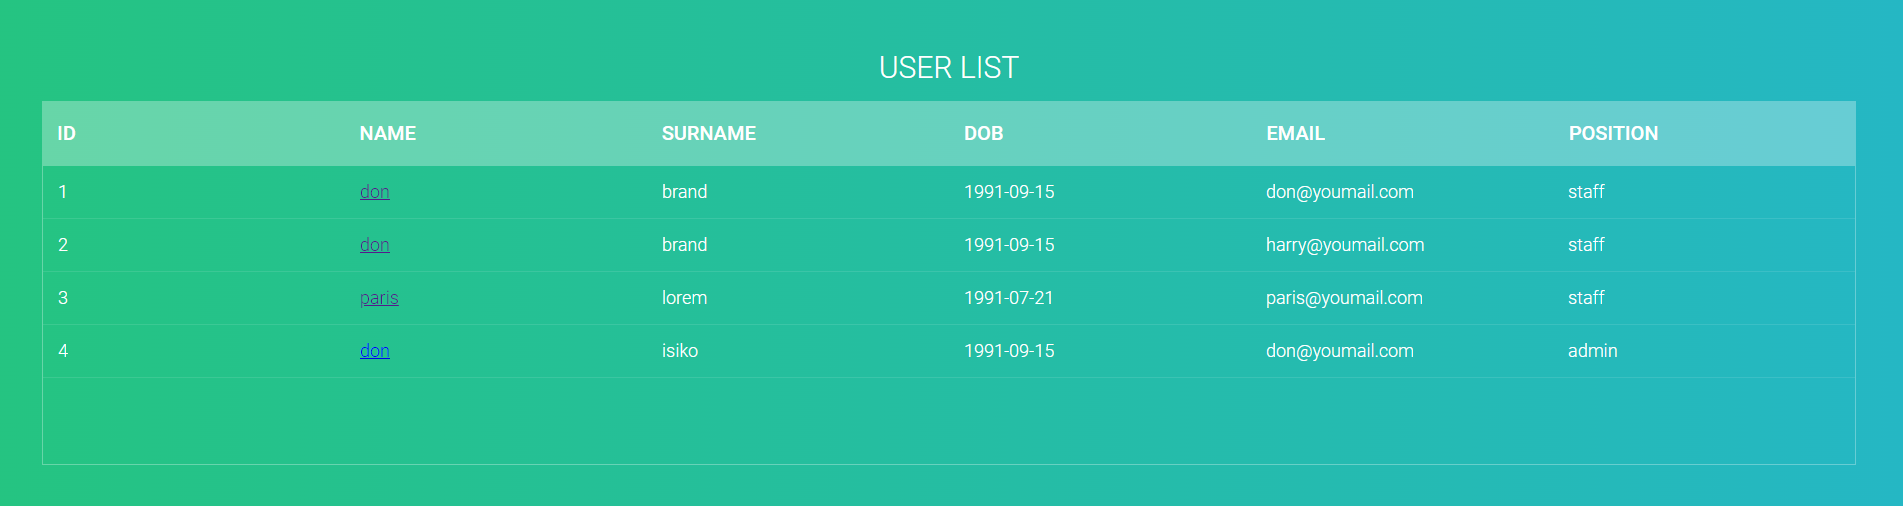 USER LIST
ID NAME SURNAME DOB EMAIL POSITION
1 don brand 1991-09-15 don@youmail.com staff
2 don brand 1991-09-15 harry@youmail.com staff
3 paris lorem 1991-07-21 paris@youmail.com staff
4 don isiko 1991-09-15 don@youmail.com admin